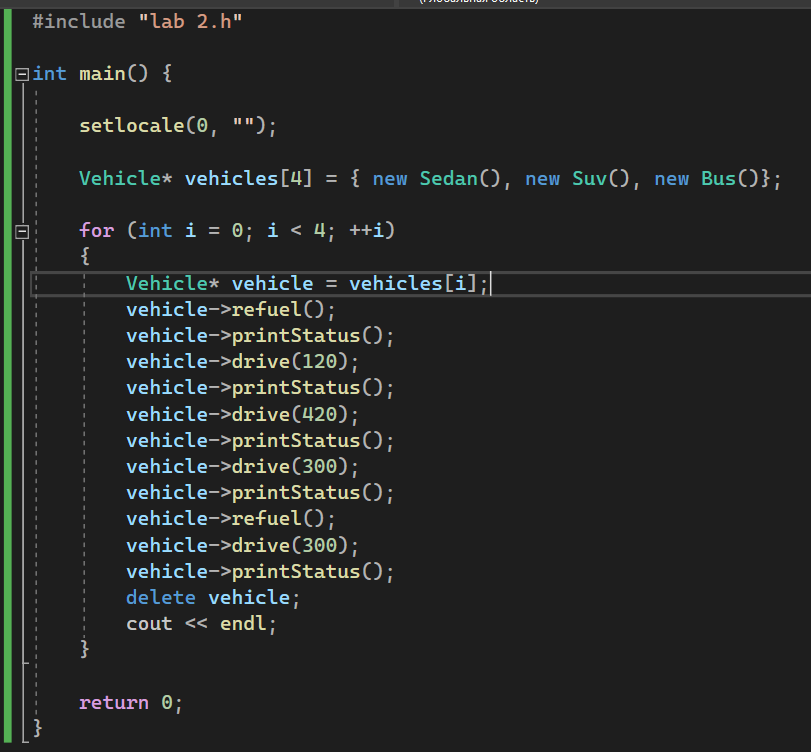 (Глобальная область)
#include "lab 2.h"
int main() {
setlocale(0, "");
Vehicle* vehicles[4] = { new Sedan(), new Suv(), new Bus()};
for (int i = 0; i < 4; ++i)
{
Vehicle* vehicle = vehicles[i];
vehicle->refuel();
vehicle->printStatus();
vehicle->drive(120);
vehicle->printStatus();
vehicle->drive(420);
vehicle->printStatus();
vehicle->drive(300);
vehicle->printStatus();
vehicle->refuel();
vehicle->drive(300);
vehicle->printStatus();
delete vehicle;
cout << endl;
}
return 0;
}